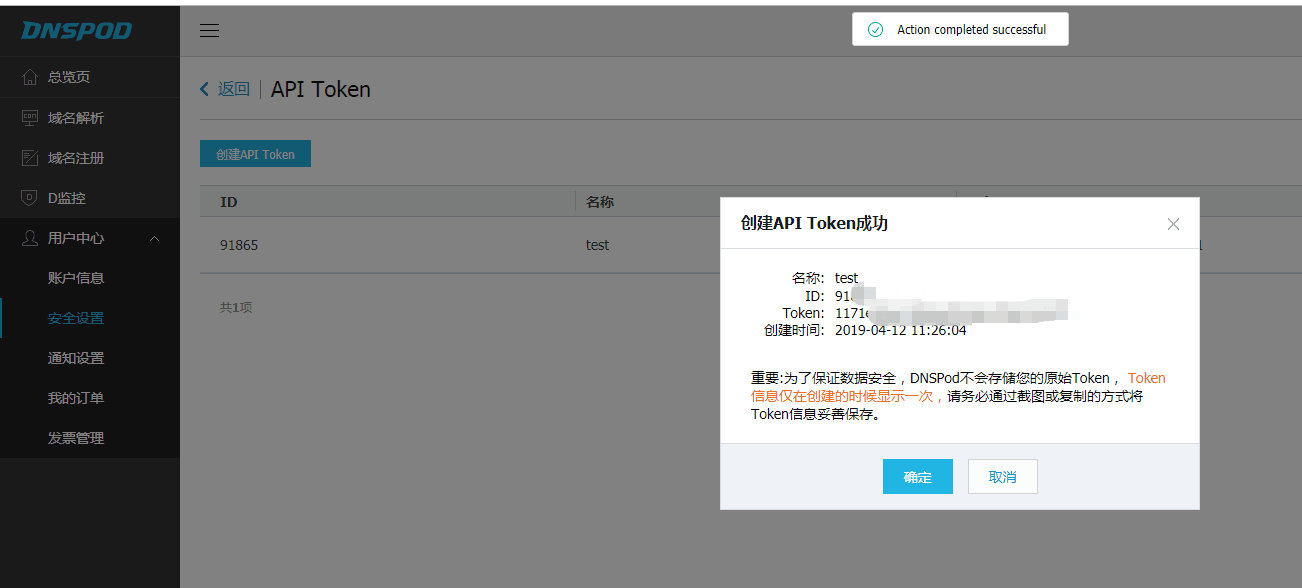 DNSPOD
Action completed successful
总览页
域名解析
域名注册
D监控
用户中心
账户信息
安全设置
通知设置
我的订单
发票管理
返回 | API Token
创建API Token
ID 名称
91865 test
共1项
创建API Token成功
名称: test
ID: 91
Token: 1171
创建时间: 2019-04-12 11:26:04
重要:为了保证数据安全，DNSPod不会存储您的原始Token， Token
信息仅在创建的时候显示一次，请务必通过截图或复制的方式将
Token信息妥善保存。
确定 取消